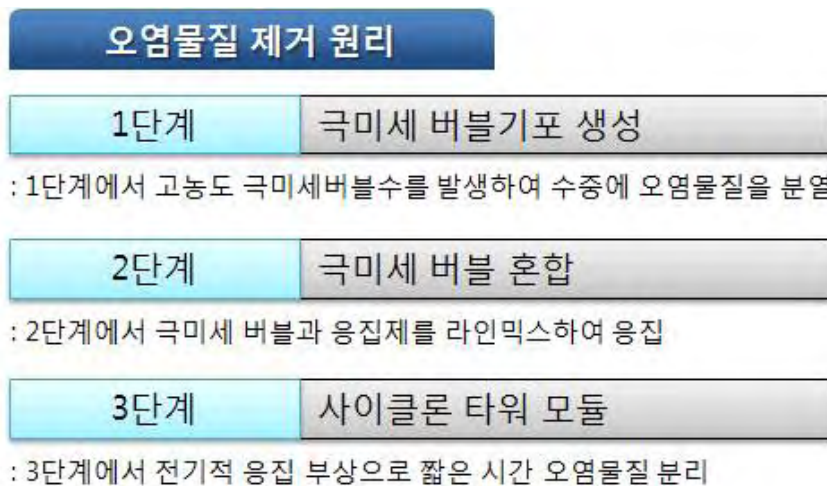 오염물질 제거 원리
1단계 극미세 버블기포 생성
: 1단계에서 고농도 극미세버블수를 발생하여 수중에 오염물질을 분열
2단계 극미세 버블 혼합
: 2단계에서 극미세 버블과 응집제를 라인믹스하여 응집
3단계 사이클론 타워 모듈
: 3단계에서 전기적 응집 부상으로 짧은 시간 오염물질 분리